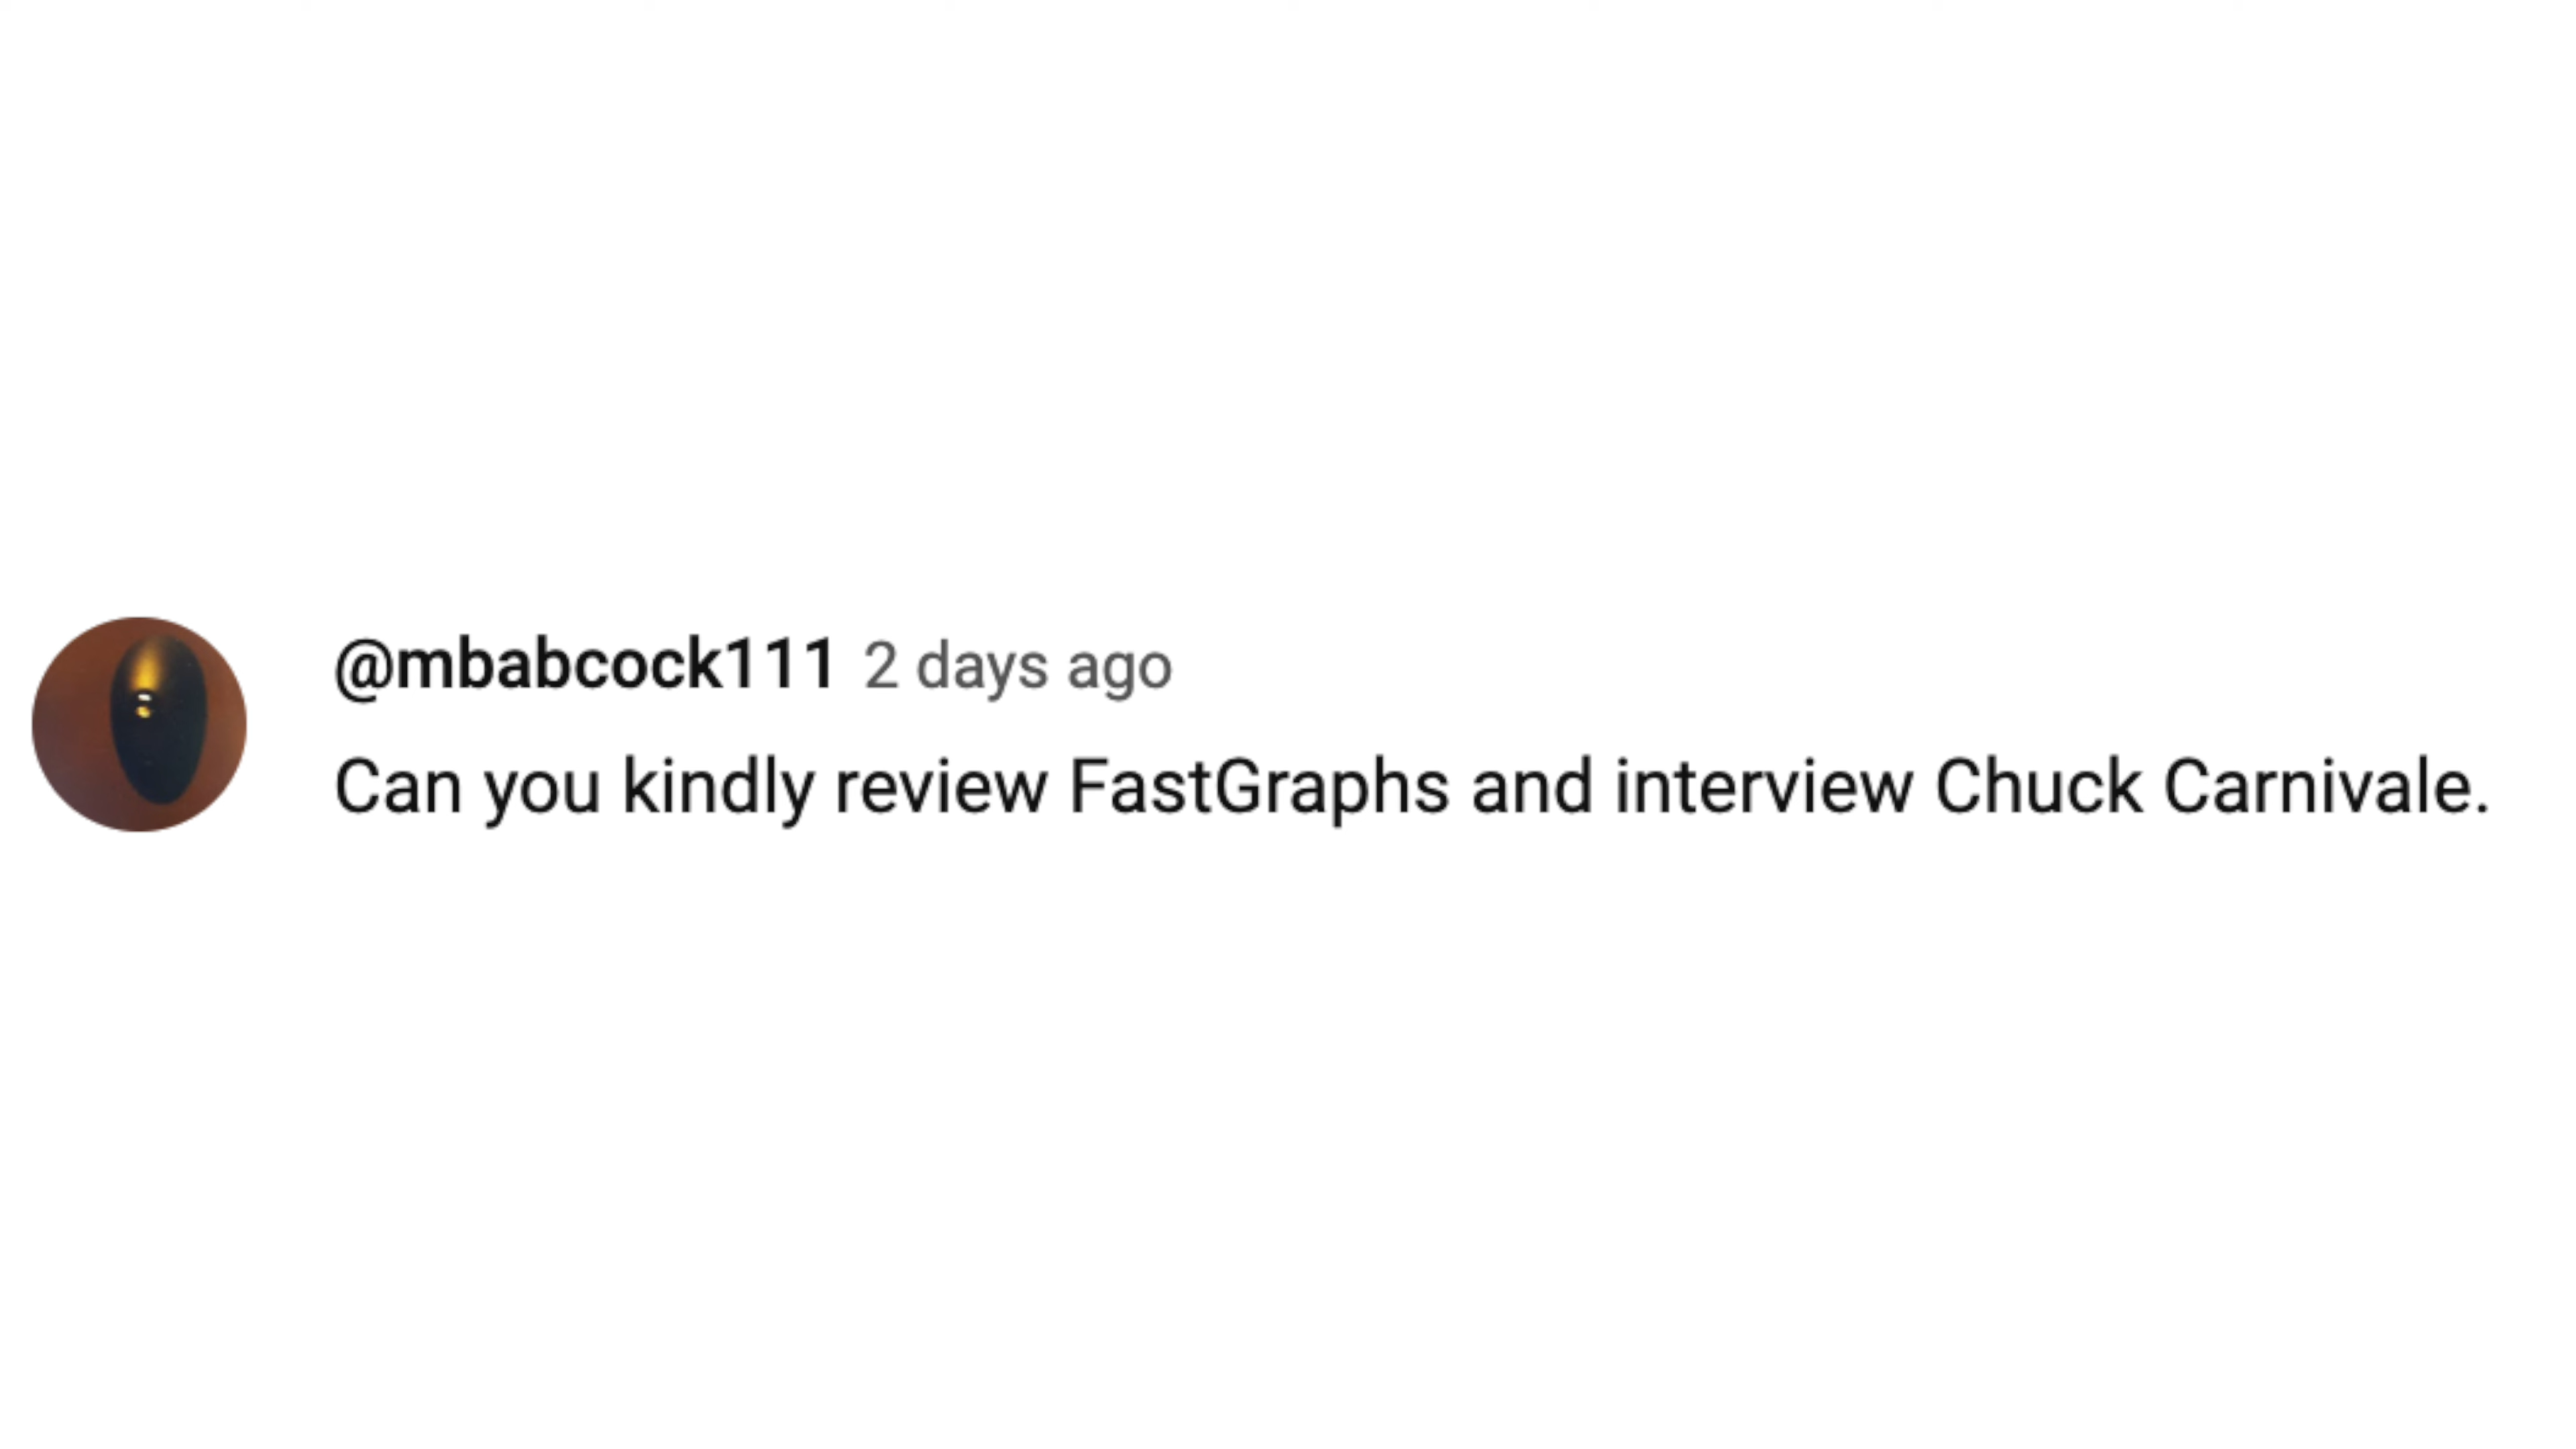 @mbabcock111 2 days ago
Can you kindly review FastGraphs and interview Chuck Carnivale.